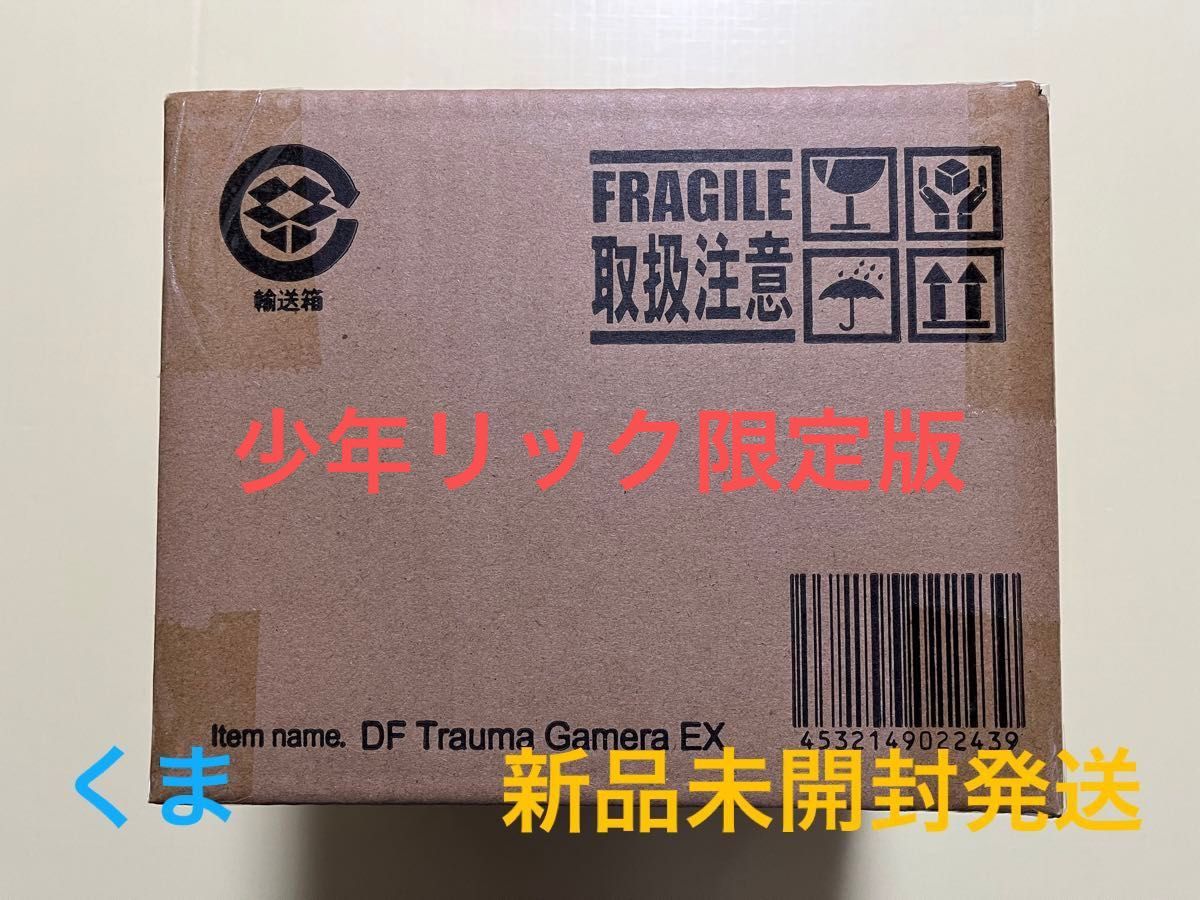 輸送箱
FRAGILE
取扱注意
少年リック限定版
Item name. DF Trauma Gamera EX
4532149022439
くま
新品未開封発送